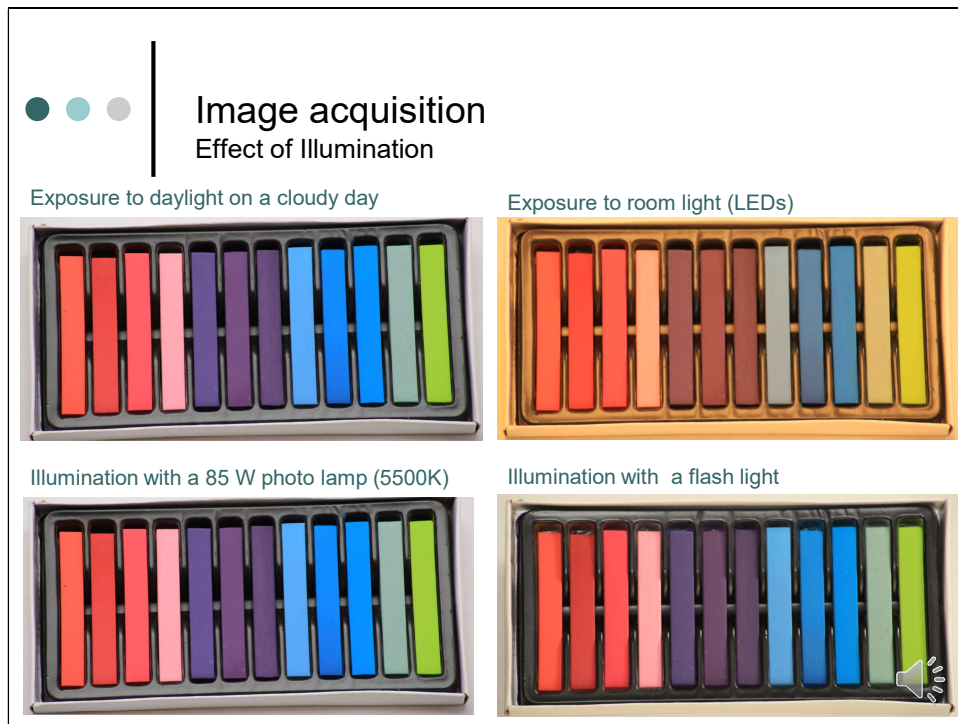 Image acquisition
Effect of Illumination
Exposure to daylight on a cloudy day
Exposure to room light (LEDs)
Illumination with a 85 W photo lamp (5500K)
Illumination with  a flash light